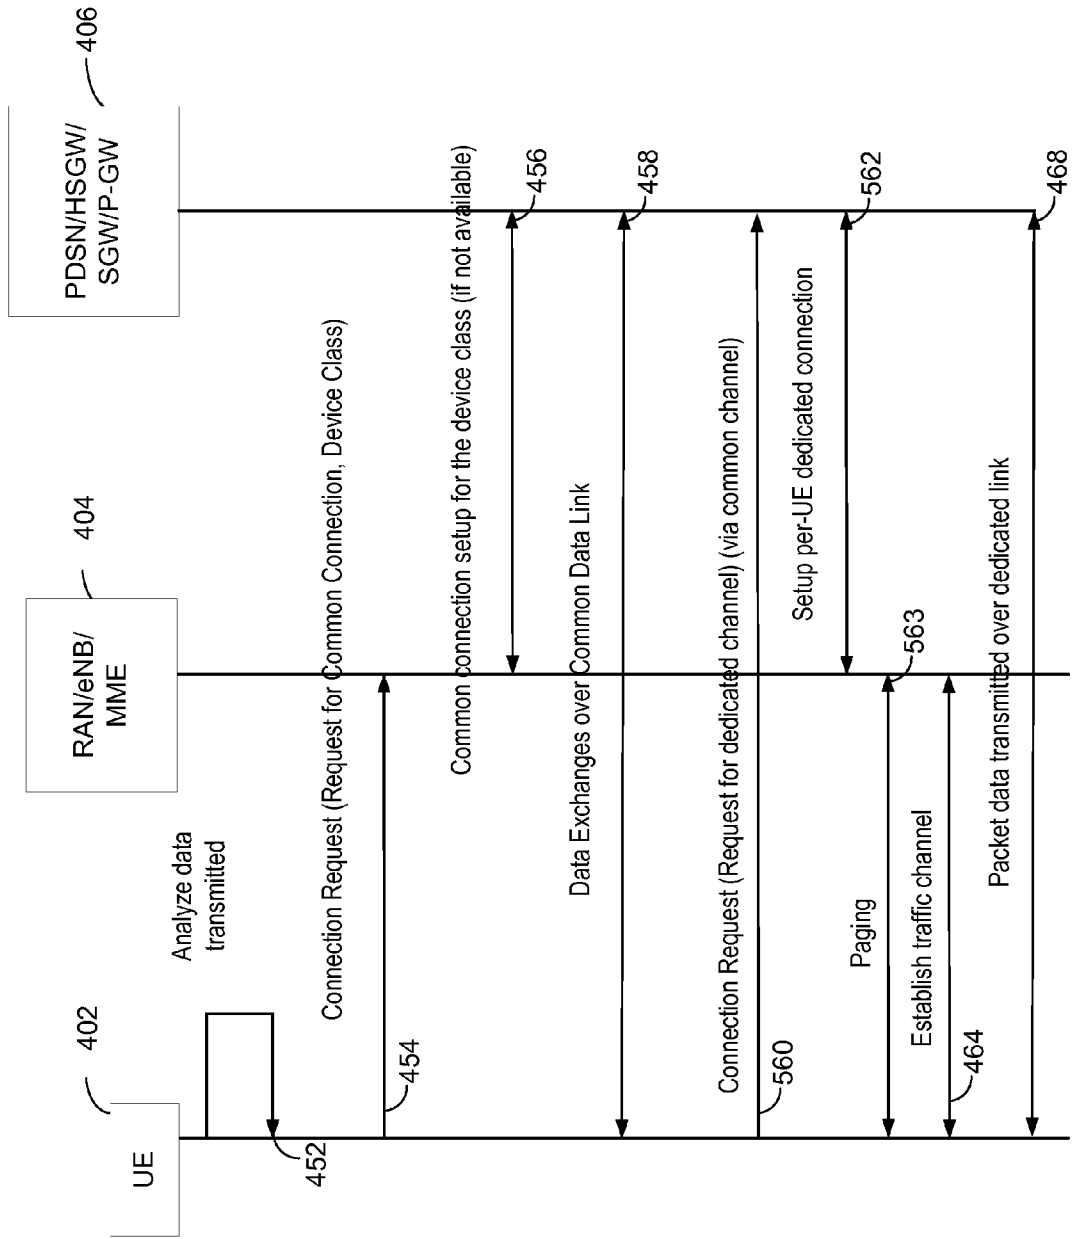 UE
402
RAN/eNB/
MME
404
PDSN/HSGW/
SGW/P-GW
406
Analyze data
transmitted
452
Connection Request (Request for Common Connection, Device Class)
454
Common connection setup for the device class (if not available)
456
Data Exchanges over Common Data Link
458
Connection Request (Request for dedicated channel) (via common channel)
560
Setup per-UE dedicated connection
562
Paging
563
Establish traffic channel
464
Packet data transmitted over dedicated link
468